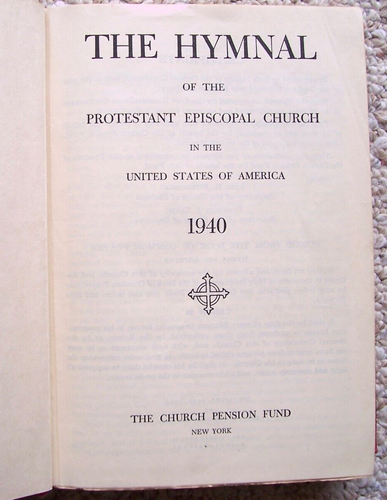 THE HYMNAL
OF THE
PROTESTANT EPISCOPAL CHURCH
IN THE
UNITED STATES OF AMERICA
1940
THE CHURCH PENSION FUND
NEW YORK